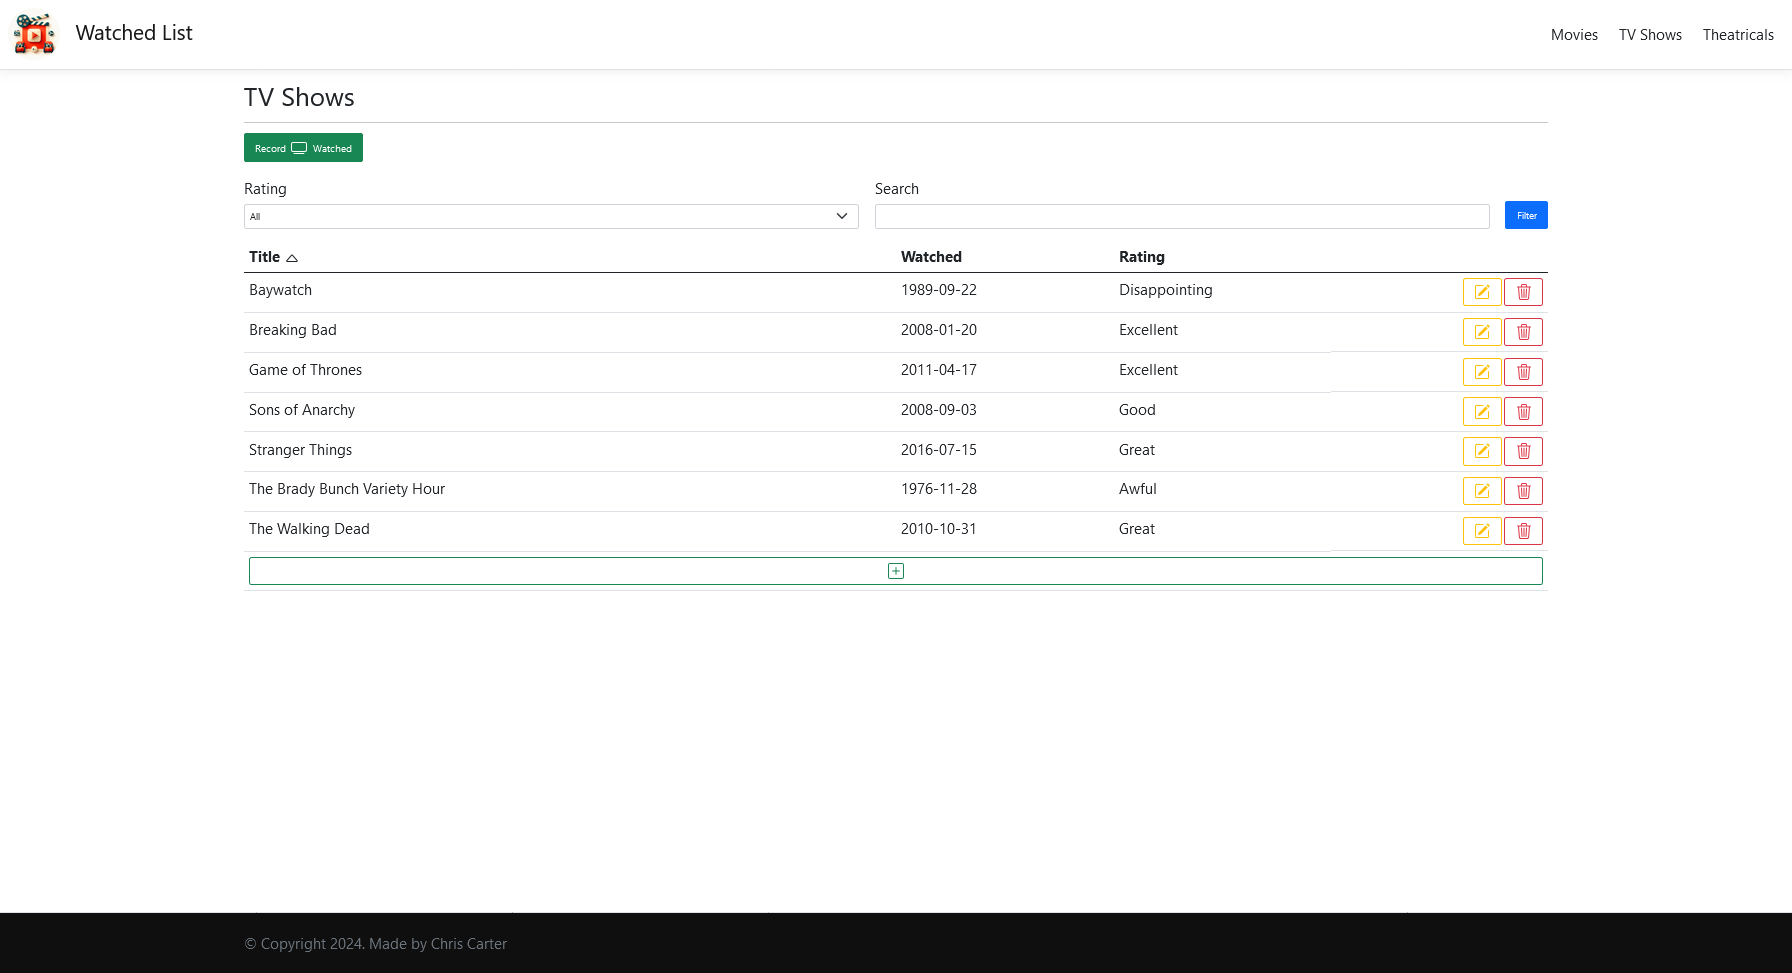 Watched List
Movies TV Shows Theatricals
TV Shows
Record Watched
Rating Search
All Filter
Title Watched Rating
Baywatch 1989-09-22 Disappointing
Breaking Bad 2008-01-20 Excellent
Game of Thrones 2011-04-17 Excellent
Sons of Anarchy 2008-09-03 Good
Stranger Things 2016-07-15 Great
The Brady Bunch Variety Hour 1976-11-28 Awful
The Walking Dead 2010-10-31 Great
© Copyright 2024. Made by Chris Carter